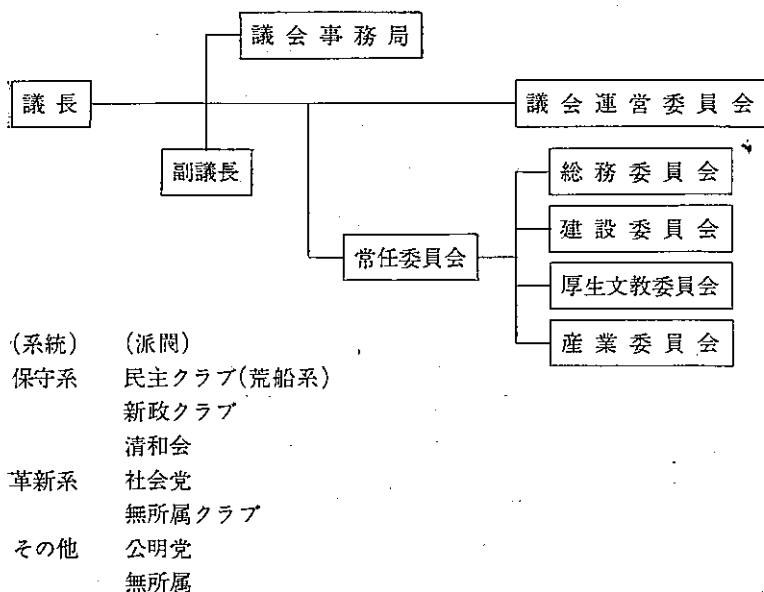 議会事務局
議長
議会運営委員会
副議長
総務委員会
建設委員会
常任委員会
厚生文教委員会
産業委員会
(系統) (派閥)
保守系 民主クラブ(荒船系)
新政クラブ
清和会
革新系 社会党
無所属クラブ
その他 公明党
無所属